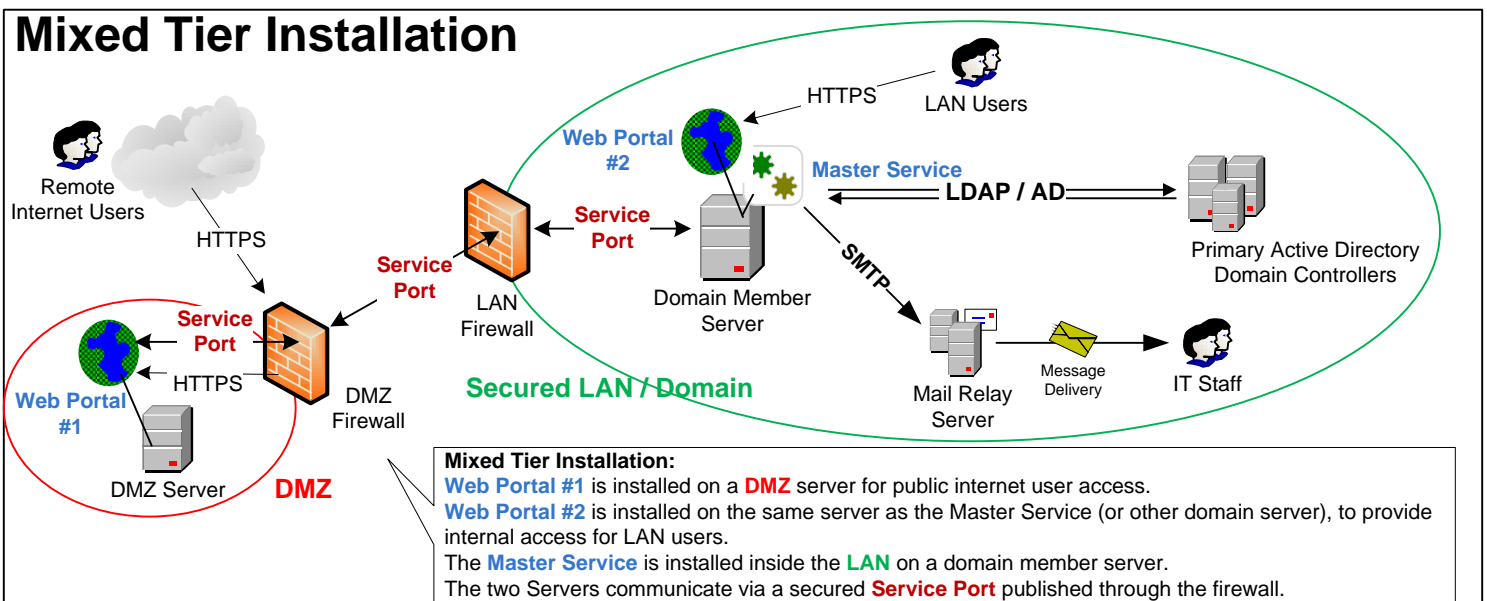 Mixed Tier Installation
Remote
Internet Users
HTTPS
Service
Port
HTTPS
Web Portal
#1
DMZ Server
DMZ
DMZ
Firewall
Service
Port
LAN
Firewall
Service
Port
Secured LAN / Domain
HTTPS
LAN Users
Web Portal
#2
Master Service
LDAP / AD
Primary Active Directory
Domain Controllers
Domain Member
Server
SMTP
Mail Relay
Server
Message
Delivery
IT Staff
Mixed Tier Installation:
Web Portal #1 is installed on a DMZ server for public internet user access.
Web Portal #2 is installed on the same server as the Master Service (or other domain server), to provide
internal access for LAN users.
The Master Service is installed inside the LAN on a domain member server.
The two Servers communicate via a secured Service Port published through the firewall.